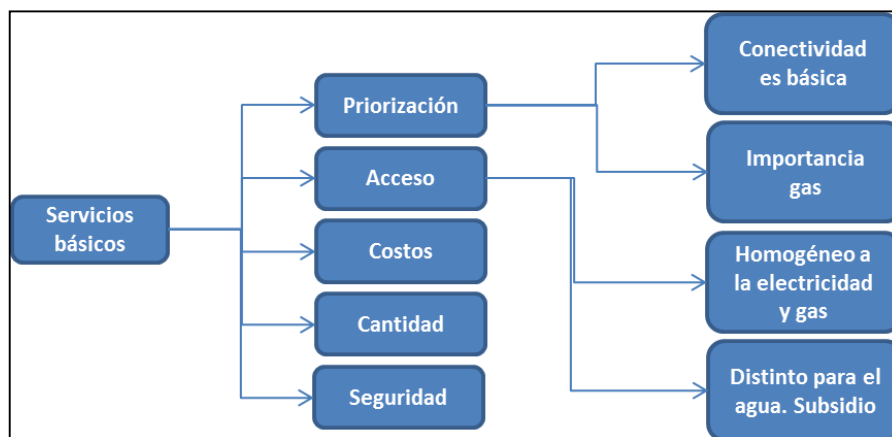 Servicios
básicos
Priorización
Acceso
Costos
Cantidad
Seguridad
Conectividad
es básica
Importancia
gas
Homogéneo a
la electricidad
y gas
Distinto para el
agua. Subsidio